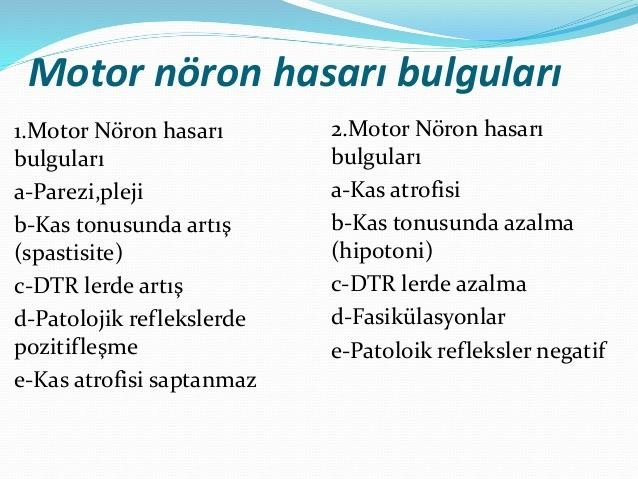 Motor nöron hasarı bulguları
1.Motor Nöron hasarı
bulguları
a-Parezi,pleji
b-Kas tonusunda artış
(spastisite)
c-DTR lerde artış
d-Patolojik reflekslerde
pozitifleşme
e-Kas atrofisi saptanmaz
2.Motor Nöron hasarı
bulguları
a-Kas atrofisi
b-Kas tonusunda azalma
(hipotoni)
c-DTR lerde azalma
d-Fasikülasyonlar
e-Patoloik refleksler negatif